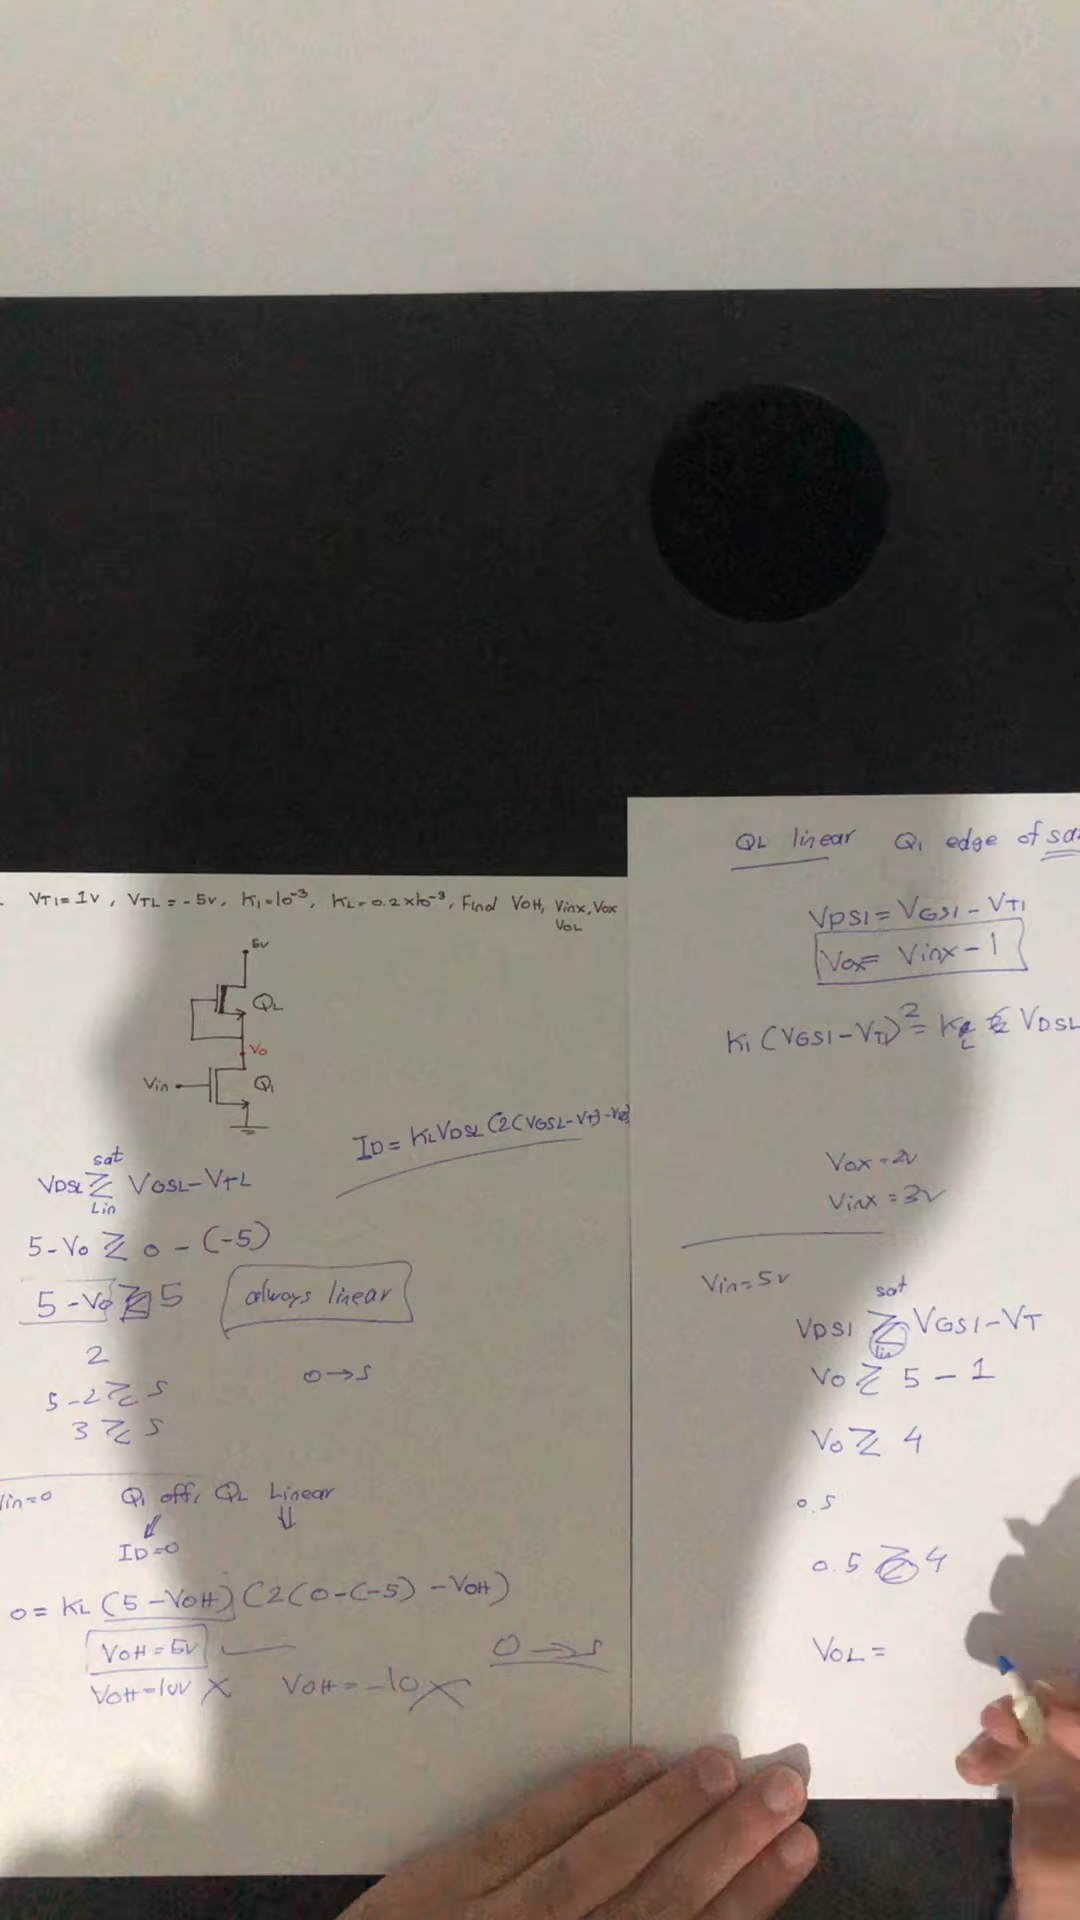 VT1=1V, VTL=-5V, K1=10⁻³, KL=0.2x10⁻³, Find VOH, Vinx, Vox
VOL
5V
QL
Vo
Vin
Q1
ID = KLVDSL(2(VGSL-VT)-
sat
VDSL ≷ VGSL-VTL
Lin
5-Vo ≷ 0-(-5)
5-Vo ≷ 5
always linear
2
5-2 ≷ 5
0→5
3 ≷ 5
Vin=0 Q1 off, QL Linear
ID=0
0= KL (5-VOH)(2(0-(-5)-VOH)
VOH=5V
0→5
VOH=10V X VOH=-10 X
QL linear Q1 edge of sat
VDS1=VGS1-VT1
Vox= Vinx-1
K1(VGS1-VT1)²= KL VDSL
Vox=2V
Vinx=3V
Vin=5V
sat
VDS1 ≷ VGS1-VT
lin
Vo ≷ 5-1
Vo ≷ 4
0.5
0.5 ≷ 4
VOL=